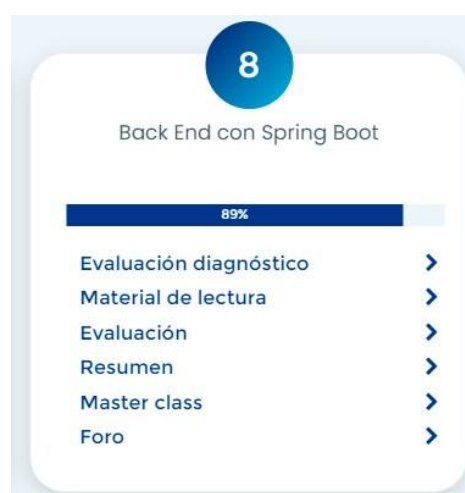 8
Back End con Spring Boot
89%
Evaluación diagnóstico
Material de lectura
Evaluación
Resumen
Master class
Foro